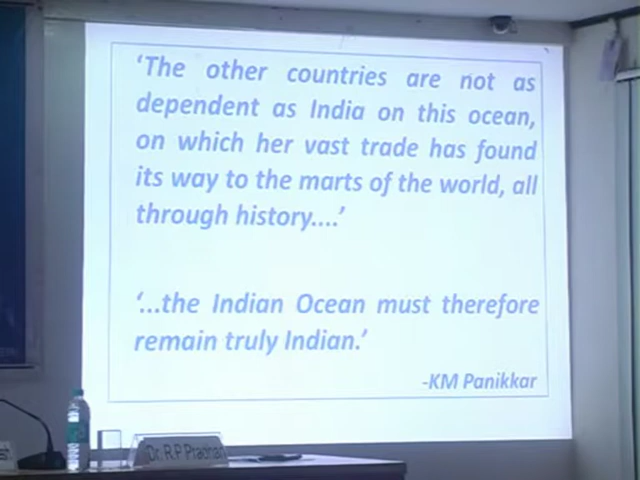 ‘The other countries are not as
dependent as India on this ocean,
on which her vast trade has found
its way to the marts of the world, all
through history....’
‘...the Indian Ocean must therefore
remain truly Indian.’
-KM Panikkar
Dr. R.P Pradhan